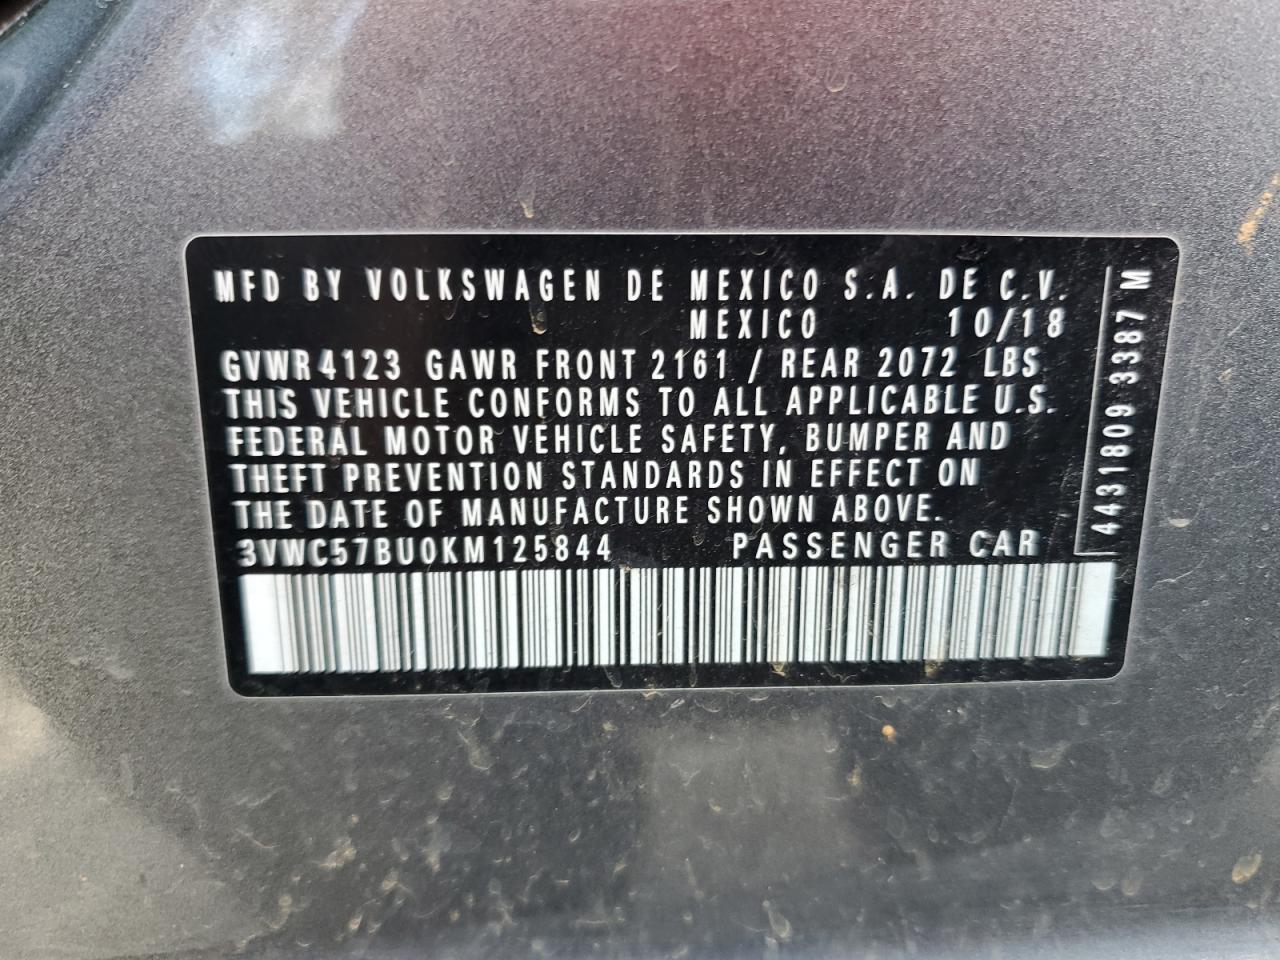 MFD BY VOLKSWAGEN DE MEXICO S.A. DE C.V.
MEXICO 10/18
GVWR 4123 GAWR FRONT 2161 / REAR 2072 LBS
THIS VEHICLE CONFORMS TO ALL APPLICABLE U.S.
FEDERAL MOTOR VEHICLE SAFETY, BUMPER AND
THEFT PREVENTION STANDARDS IN EFFECT ON
THE DATE OF MANUFACTURE SHOWN ABOVE.
3VWC57BU0KM125844 PASSENGER CAR
4431809 3387 M